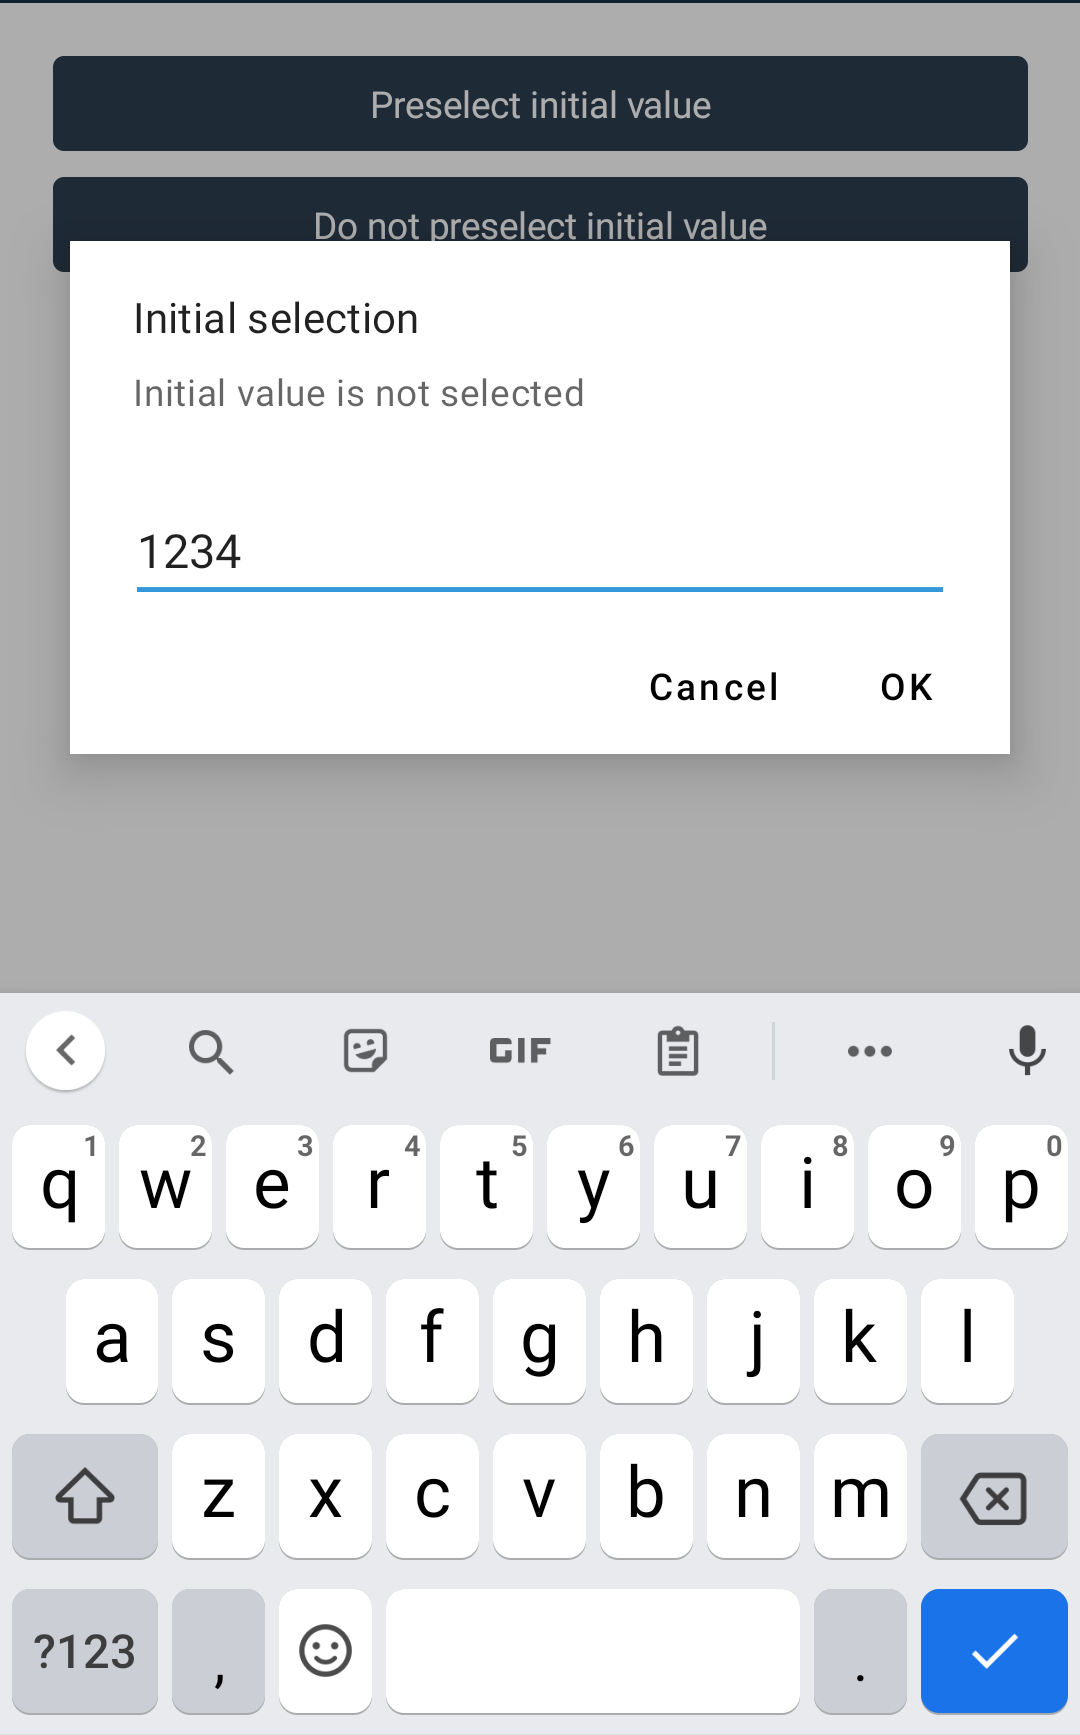 Preselect initial value
Do not preselect initial value
Initial selection
Initial value is not selected
1234
Cancel OK
GIF
1 2 3 4 5 6 7 8 9 0
q w e r t y u i o p
a s d f g h j k l
z x c v b n m
?123 , .